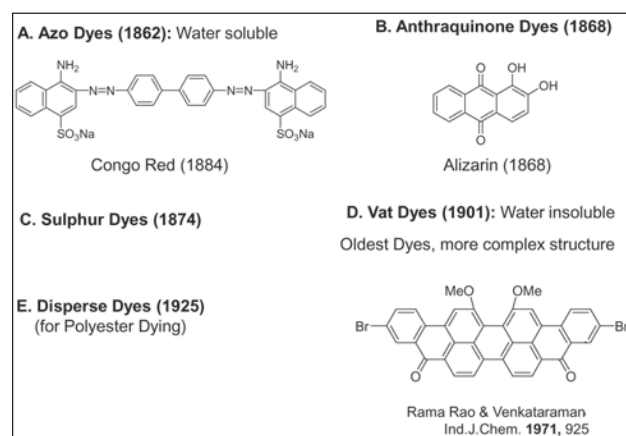 A. Azo Dyes (1862): Water soluble
NH₂
NH₂
N=N
N=N
SO₃Na
SO₃Na
Congo Red (1884)
B. Anthraquinone Dyes (1868)
O
OH
OH
O
Alizarin (1868)
C. Sulphur Dyes (1874)
D. Vat Dyes (1901): Water insoluble
Oldest Dyes, more complex structure
E. Disperse Dyes (1925)
(for Polyester Dying)
MeO
OMe
Br
Br
O
O
Rama Rao & Venkataraman
Ind.J.Chem. 1971, 925